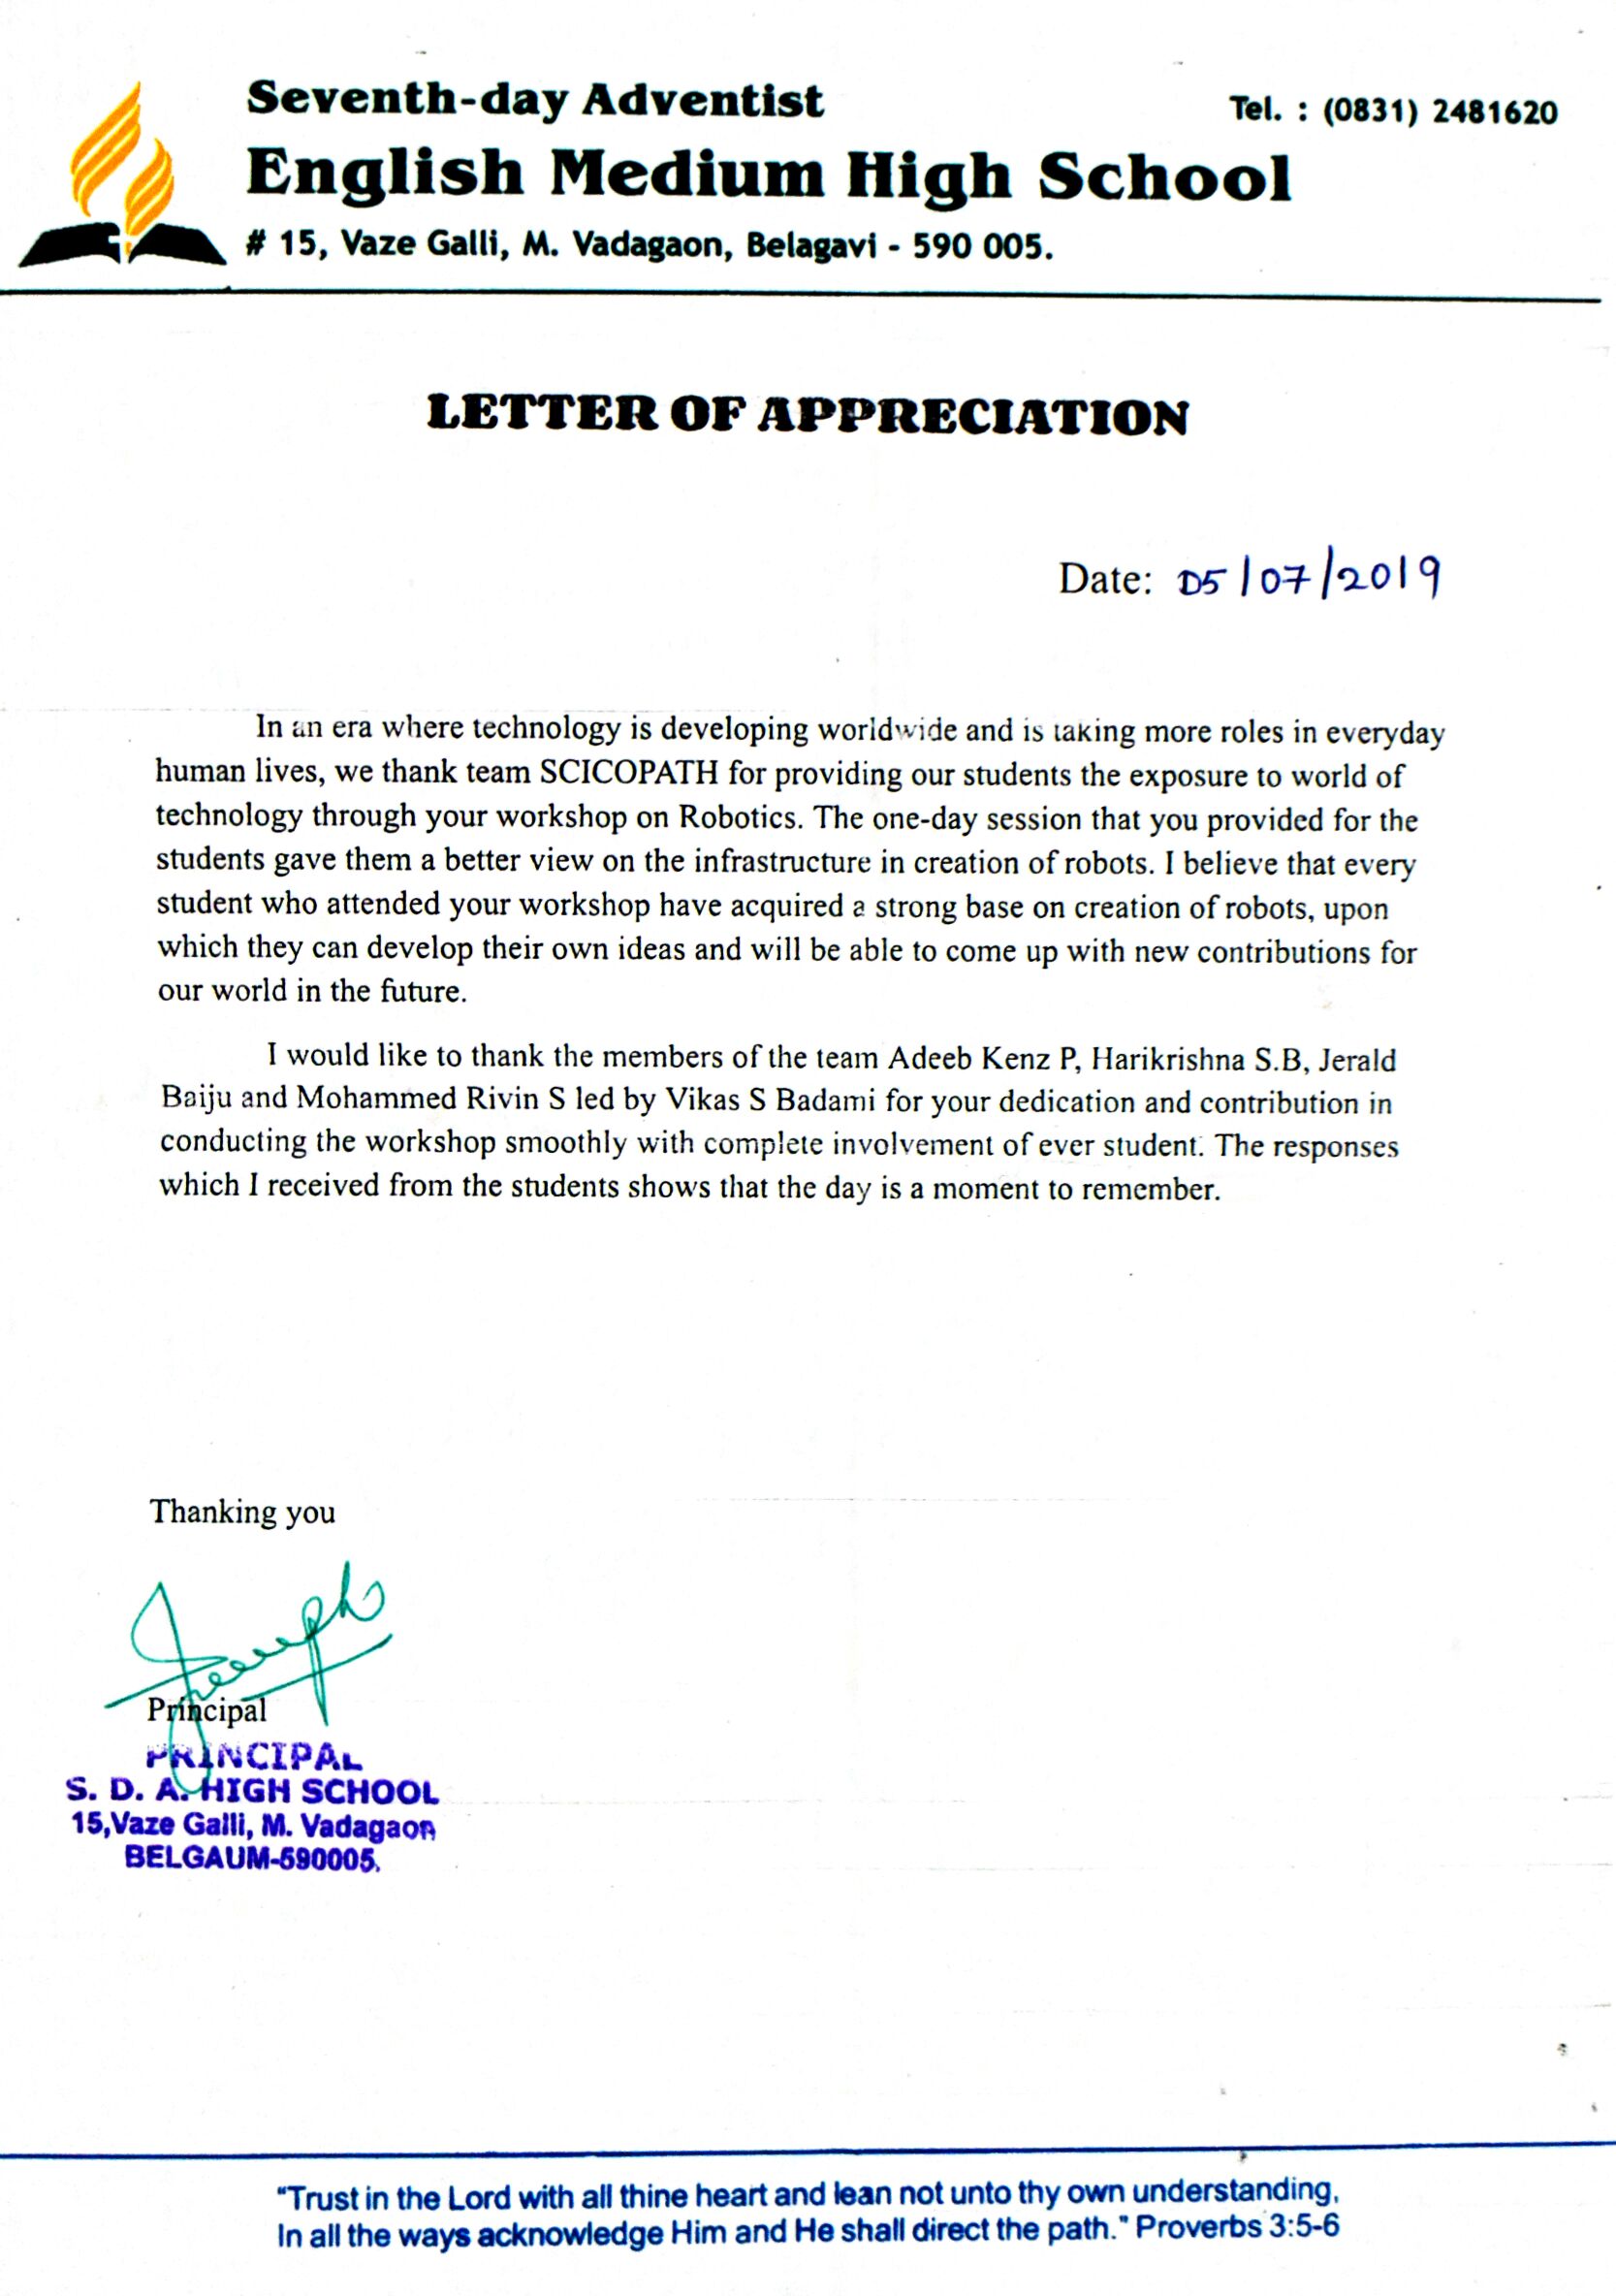 Seventh-day Adventist
Tel. : (0831) 2481620
English Medium High School
# 15, Vaze Galli, M. Vadagaon, Belagavi - 590 005.
LETTER OF APPRECIATION
Date: 05/07/2019
In an era where technology is developing worldwide and is taking more roles in everyday
human lives, we thank team SCICOPATH for providing our students the exposure to world of
technology through your workshop on Robotics. The one-day session that you provided for the
students gave them a better view on the infrastructure in creation of robots. I believe that every
student who attended your workshop have acquired a strong base on creation of robots, upon
which they can develop their own ideas and will be able to come up with new contributions for
our world in the future.
I would like to thank the members of the team Adeeb Kenz P, Harikrishna S.B, Jerald
Baiju and Mohammed Rivin S led by Vikas S Badami for your dedication and contribution in
conducting the workshop smoothly with complete involvement of ever student. The responses
which I received from the students shows that the day is a moment to remember.
Thanking you
Principal
PRINCIPAL
S. D. A. HIGH SCHOOL
15,Vaze Galli, M. Vadagaon
BELGAUM-590005.
"Trust in the Lord with all thine heart and lean not unto thy own understanding,
In all the ways acknowledge Him and He shall direct the path." Proverbs 3:5-6